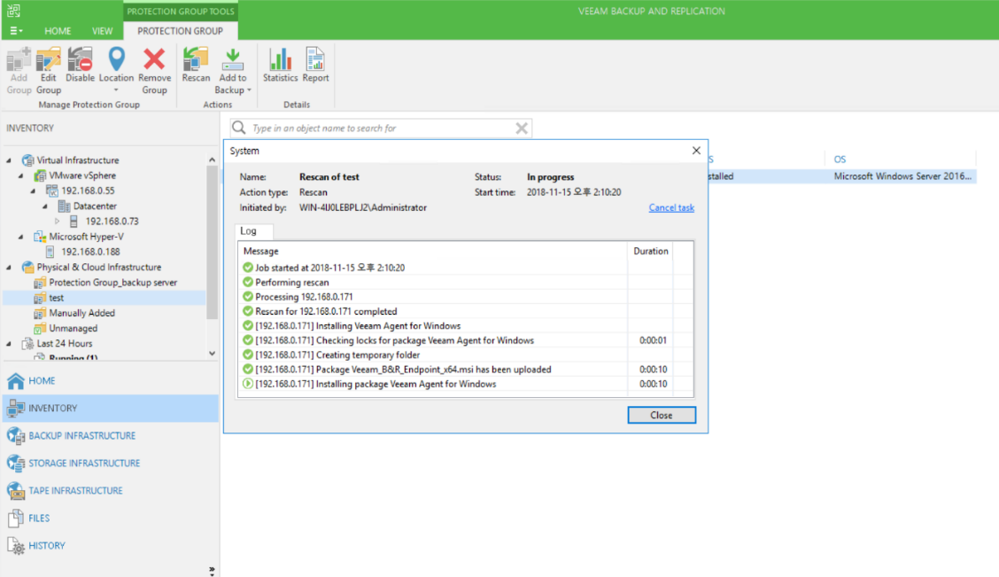 PROTECTION GROUP TOOLS
VEEAM BACKUP AND REPLICATION
HOME VIEW PROTECTION GROUP
Add Group
Edit Group
Disable
Location
Remove Group
Rescan
Add to Backup
Statistics
Report
Manage Protection Group
Actions
Details
INVENTORY
Type in an object name to search for
Virtual Infrastructure
VMware vSphere
192.168.0.55
Datacenter
192.168.0.73
Microsoft Hyper-V
192.168.0.188
Physical & Cloud Infrastructure
Protection Group_backup server
test
Manually Added
Unmanaged
Last 24 Hours
Running (1)
HOME
INVENTORY
BACKUP INFRASTRUCTURE
STORAGE INFRASTRUCTURE
TAPE INFRASTRUCTURE
FILES
HISTORY
System
Name: Rescan of test
Status: In progress
Action type: Rescan
Start time: 2018-11-15 오후 2:10:20
Initiated by: WIN-4IJ0LEBPLJ2\Administrator
Cancel task
Log
Message Duration
Job started at 2018-11-15 오후 2:10:20
Performing rescan
Processing 192.168.0.171
Rescan for 192.168.0.171 completed
[192.168.0.171] Installing Veeam Agent for Windows
[192.168.0.171] Checking locks for package Veeam Agent for Windows 0:00:01
[192.168.0.171] Creating temporary folder
[192.168.0.171] Package Veeam_B&R_Endpoint_x64.msi has been uploaded 0:00:10
[192.168.0.171] Installing package Veeam Agent for Windows 0:00:10
Close
S OS
stalled Microsoft Windows Server 2016...